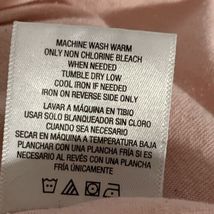 MACHINE WASH WARM
ONLY NON CHLORINE BLEACH
WHEN NEEDED
TUMBLE DRY LOW
COOL IRON IF NEEDED
IRON ON REVERSE SIDE ONLY
LAVAR A MÁQUINA EN TIBIO
USAR SÓLO BLANQUEADOR SIN CLORO
CUANDO SEA NECESARIO
SECAR EN MÁQUINA A TEMPERATURA BAJA
PLANCHAR CON UNA PLANCHA FRÍA SI ES
NECESARIO
PLANCHAR AL REVÉS CON UNA PLANCHA
FRÍA ÚNICAMENTE